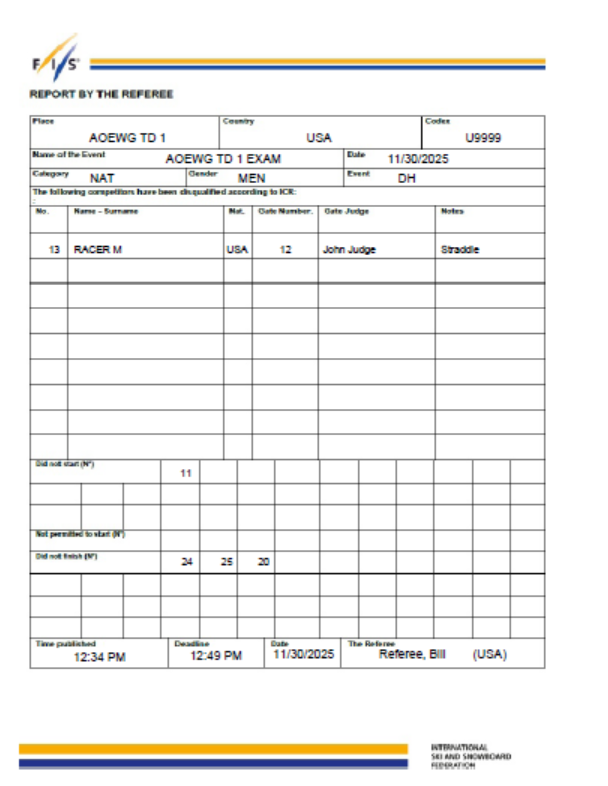 FIS
REPORT BY THE REFEREE
Place Country Codex
AOEWG TD 1 USA U9999
Name of the Event AOEWG TD 1 EXAM Date 11/30/2025
Category NAT Gender MEN Event DH
The following competitors have been disqualified according to ICR:
:
No. Name – Surname Nat. Gate Number. Gate Judge Notes
13 RACER M USA 12 John Judge Straddle
Did not start (N°) 11
Not permitted to start (N°)
Did not finish (N°) 24 25 20
Time published Deadline Date The Referee
12:34 PM 12:49 PM 11/30/2025 Referee, Bill (USA)
INTERNATIONAL
SKI AND SNOWBOARD
FEDERATION